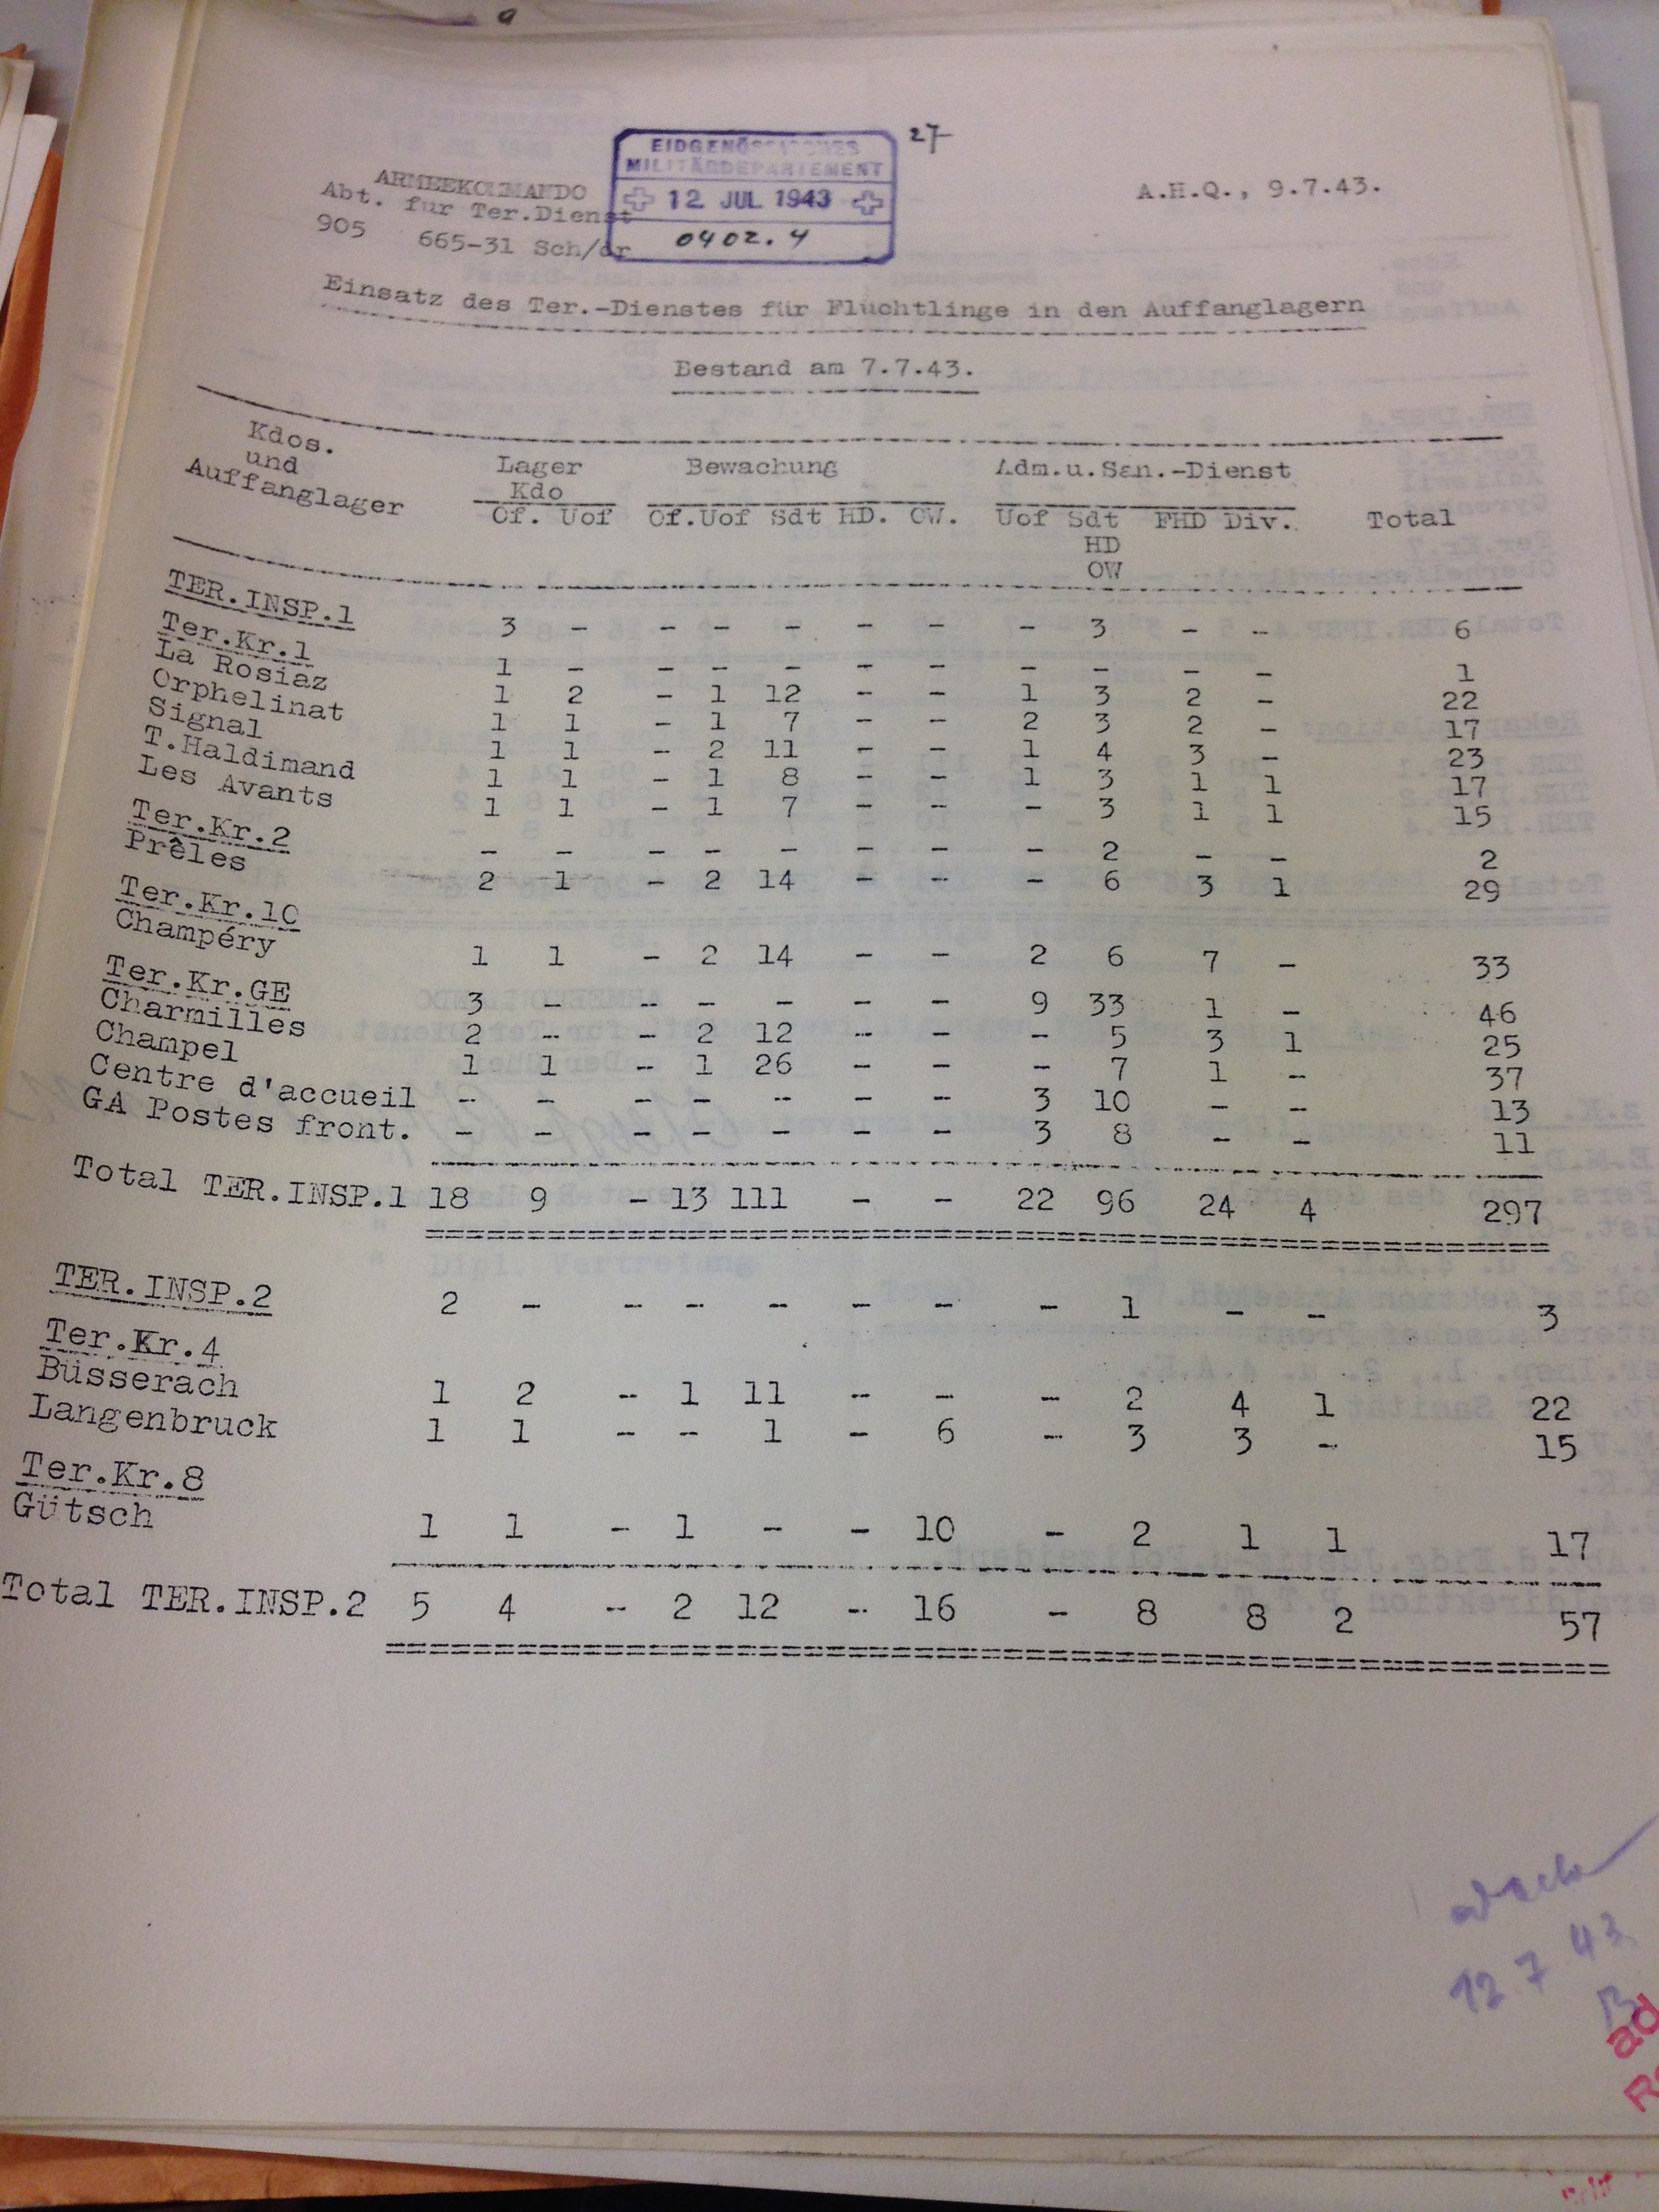 27
EIDGENÖSSISCHES
MILITÄRDEPARTEMENT
12 JUL 1943
0402.4
ARMEEKOMMANDO
Abt. für Ter.Dienst
905 665-31 Sch/dr
A.H.Q., 9.7.43.
Einsatz des Ter.-Dienstes für Flüchtlinge in den Auffanglagern
Bestand am 7.7.43.
Kdos.
und
Auffanglager
Lager Bewachung Adm.u.San.-Dienst
Kdo
Of. Uof Of.Uof Sdt HD. OW. Uof Sdt FHD Div. Total
HD
OW
TER.INSP.1 3 - - - - - - - 3 - - 6
Ter.Kr.1 1 - - - - - - - - - - 1
La Rosiaz 1 2 - 1 12 - - 1 3 2 - 22
Orphelinat 1 1 - 1 7 - - 2 3 2 - 17
Signal 1 1 - 2 11 - - 1 4 3 - 23
T.Haldimand 1 1 - 1 8 - - 1 3 1 1 17
Les Avants 1 1 - 1 7 - - - 3 1 1 15
Ter.Kr.2 - - - - - - - - 2 - - 2
Prêles 2 1 - 2 14 - - - 6 3 1 29
Ter.Kr.10
Champéry 1 1 - 2 14 - - 2 6 7 - 33
Ter.Kr.GE 3 - - - - - - 9 33 1 - 46
Charmilles 2 - - 2 12 - - - 5 3 1 25
Champel 1 1 - 1 26 - - - 7 1 - 37
Centre d'accueil - - - - - - - 3 10 - - 13
GA Postes front. - - - - - - - 3 8 - - 11
Total TER.INSP.1 18 9 - 13 111 - - 22 96 24 4 297
TER.INSP.2 2 - - - - - - - 1 - - 3
Ter.Kr.4
Büsserach 1 2 - 1 11 - - - 2 4 1 22
Langenbruck 1 1 - - 1 - 6 - 3 3 - 15
Ter.Kr.8
Gütsch 1 1 - 1 - - 10 - 2 1 1 17
Total TER.INSP.2 5 4 - 2 12 - 16 - 8 8 2 57
12 7 43
ad